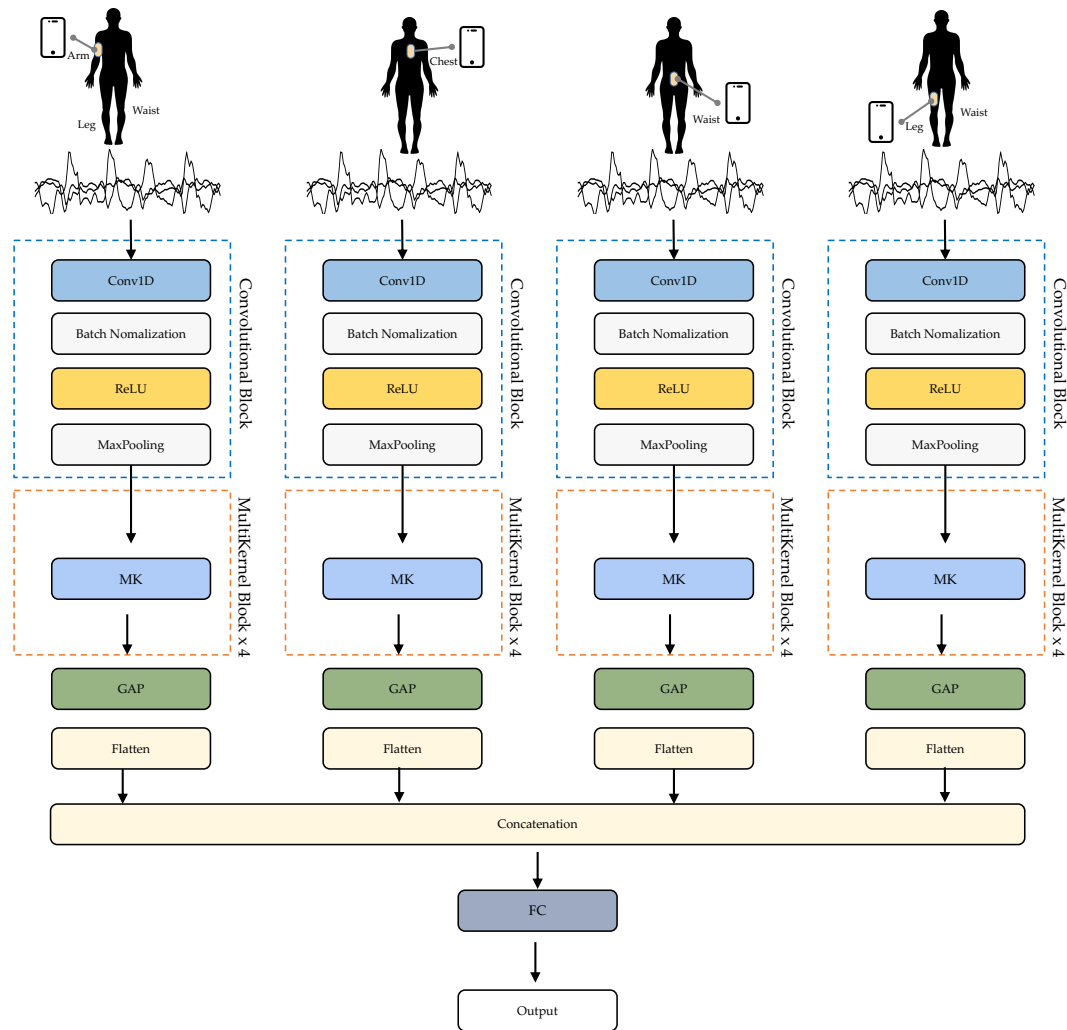 Arm
Waist
Leg
Chest
Waist
Waist
Leg
Conv1D
Batch Nomalization
ReLU
MaxPooling
Convolutional Block
Conv1D
Batch Nomalization
ReLU
MaxPooling
Convolutional Block
Conv1D
Batch Nomalization
ReLU
MaxPooling
Convolutional Block
Conv1D
Batch Nomalization
ReLU
MaxPooling
Convolutional Block
MK
MultiKernel Block x 4
MK
MultiKernel Block x 4
MK
MultiKernel Block x 4
MK
MultiKernel Block x 4
GAP
GAP
GAP
GAP
Flatten
Flatten
Flatten
Flatten
Concatenation
FC
Output